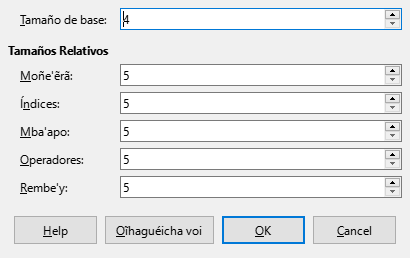 Tamaño de base: 4
Tamaños Relativos
Moñe'ẽrã: 5
Índices: 5
Mba'apo: 5
Operadores: 5
Rembe'y: 5
Help Oĩhaguéicha voi OK Cancel